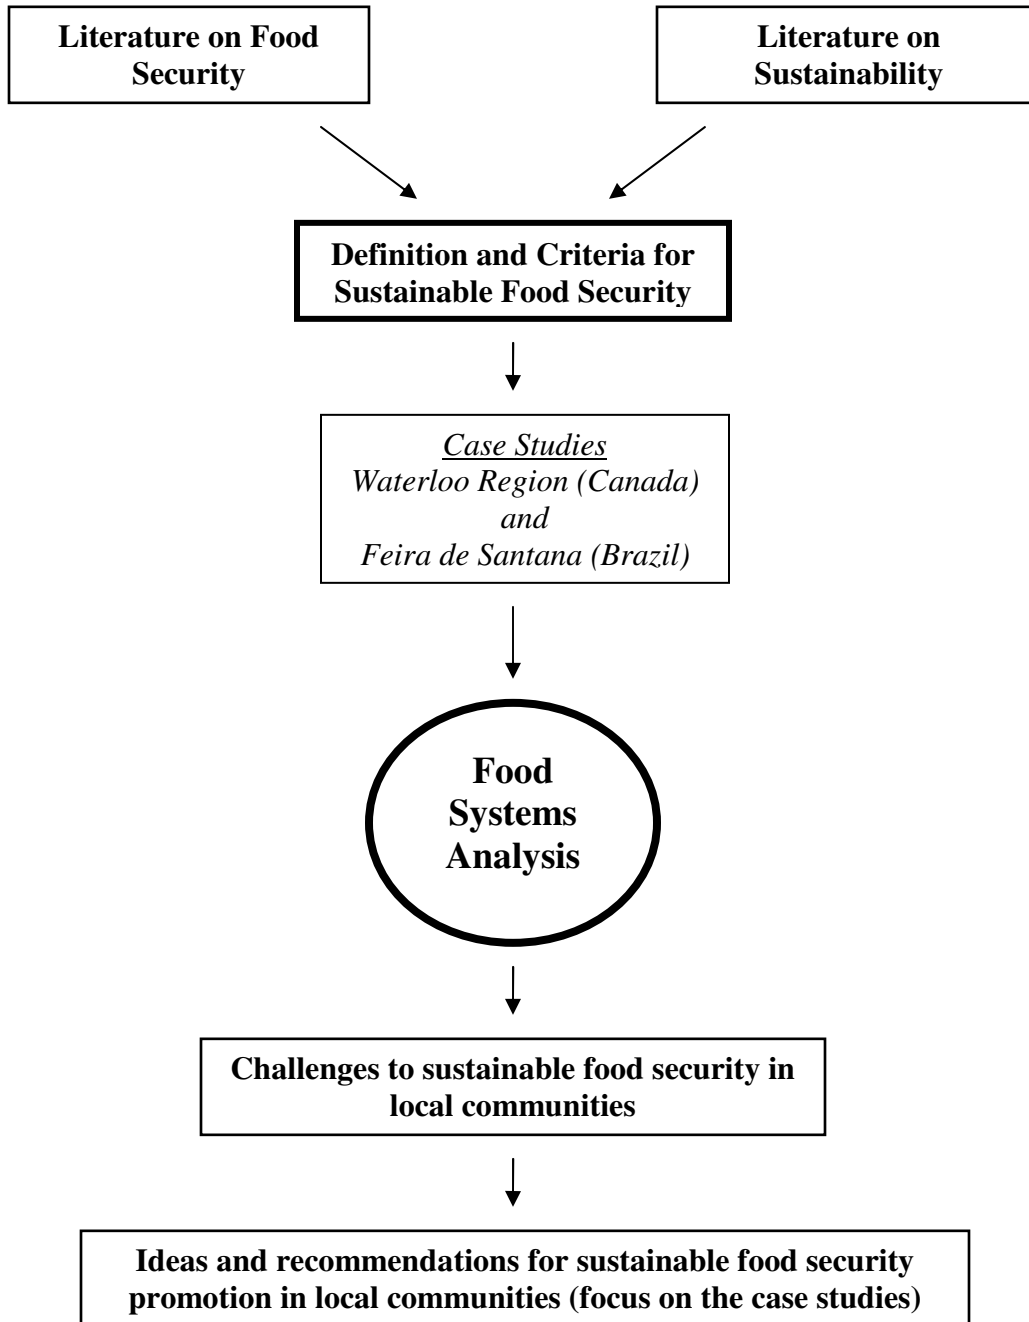 Literature on Food
Security
Literature on
Sustainability
Definition and Criteria for
Sustainable Food Security
Case Studies
Waterloo Region (Canada)
and
Feira de Santana (Brazil)
Food
Systems
Analysis
Challenges to sustainable food security in
local communities
Ideas and recommendations for sustainable food security
promotion in local communities (focus on the case studies)